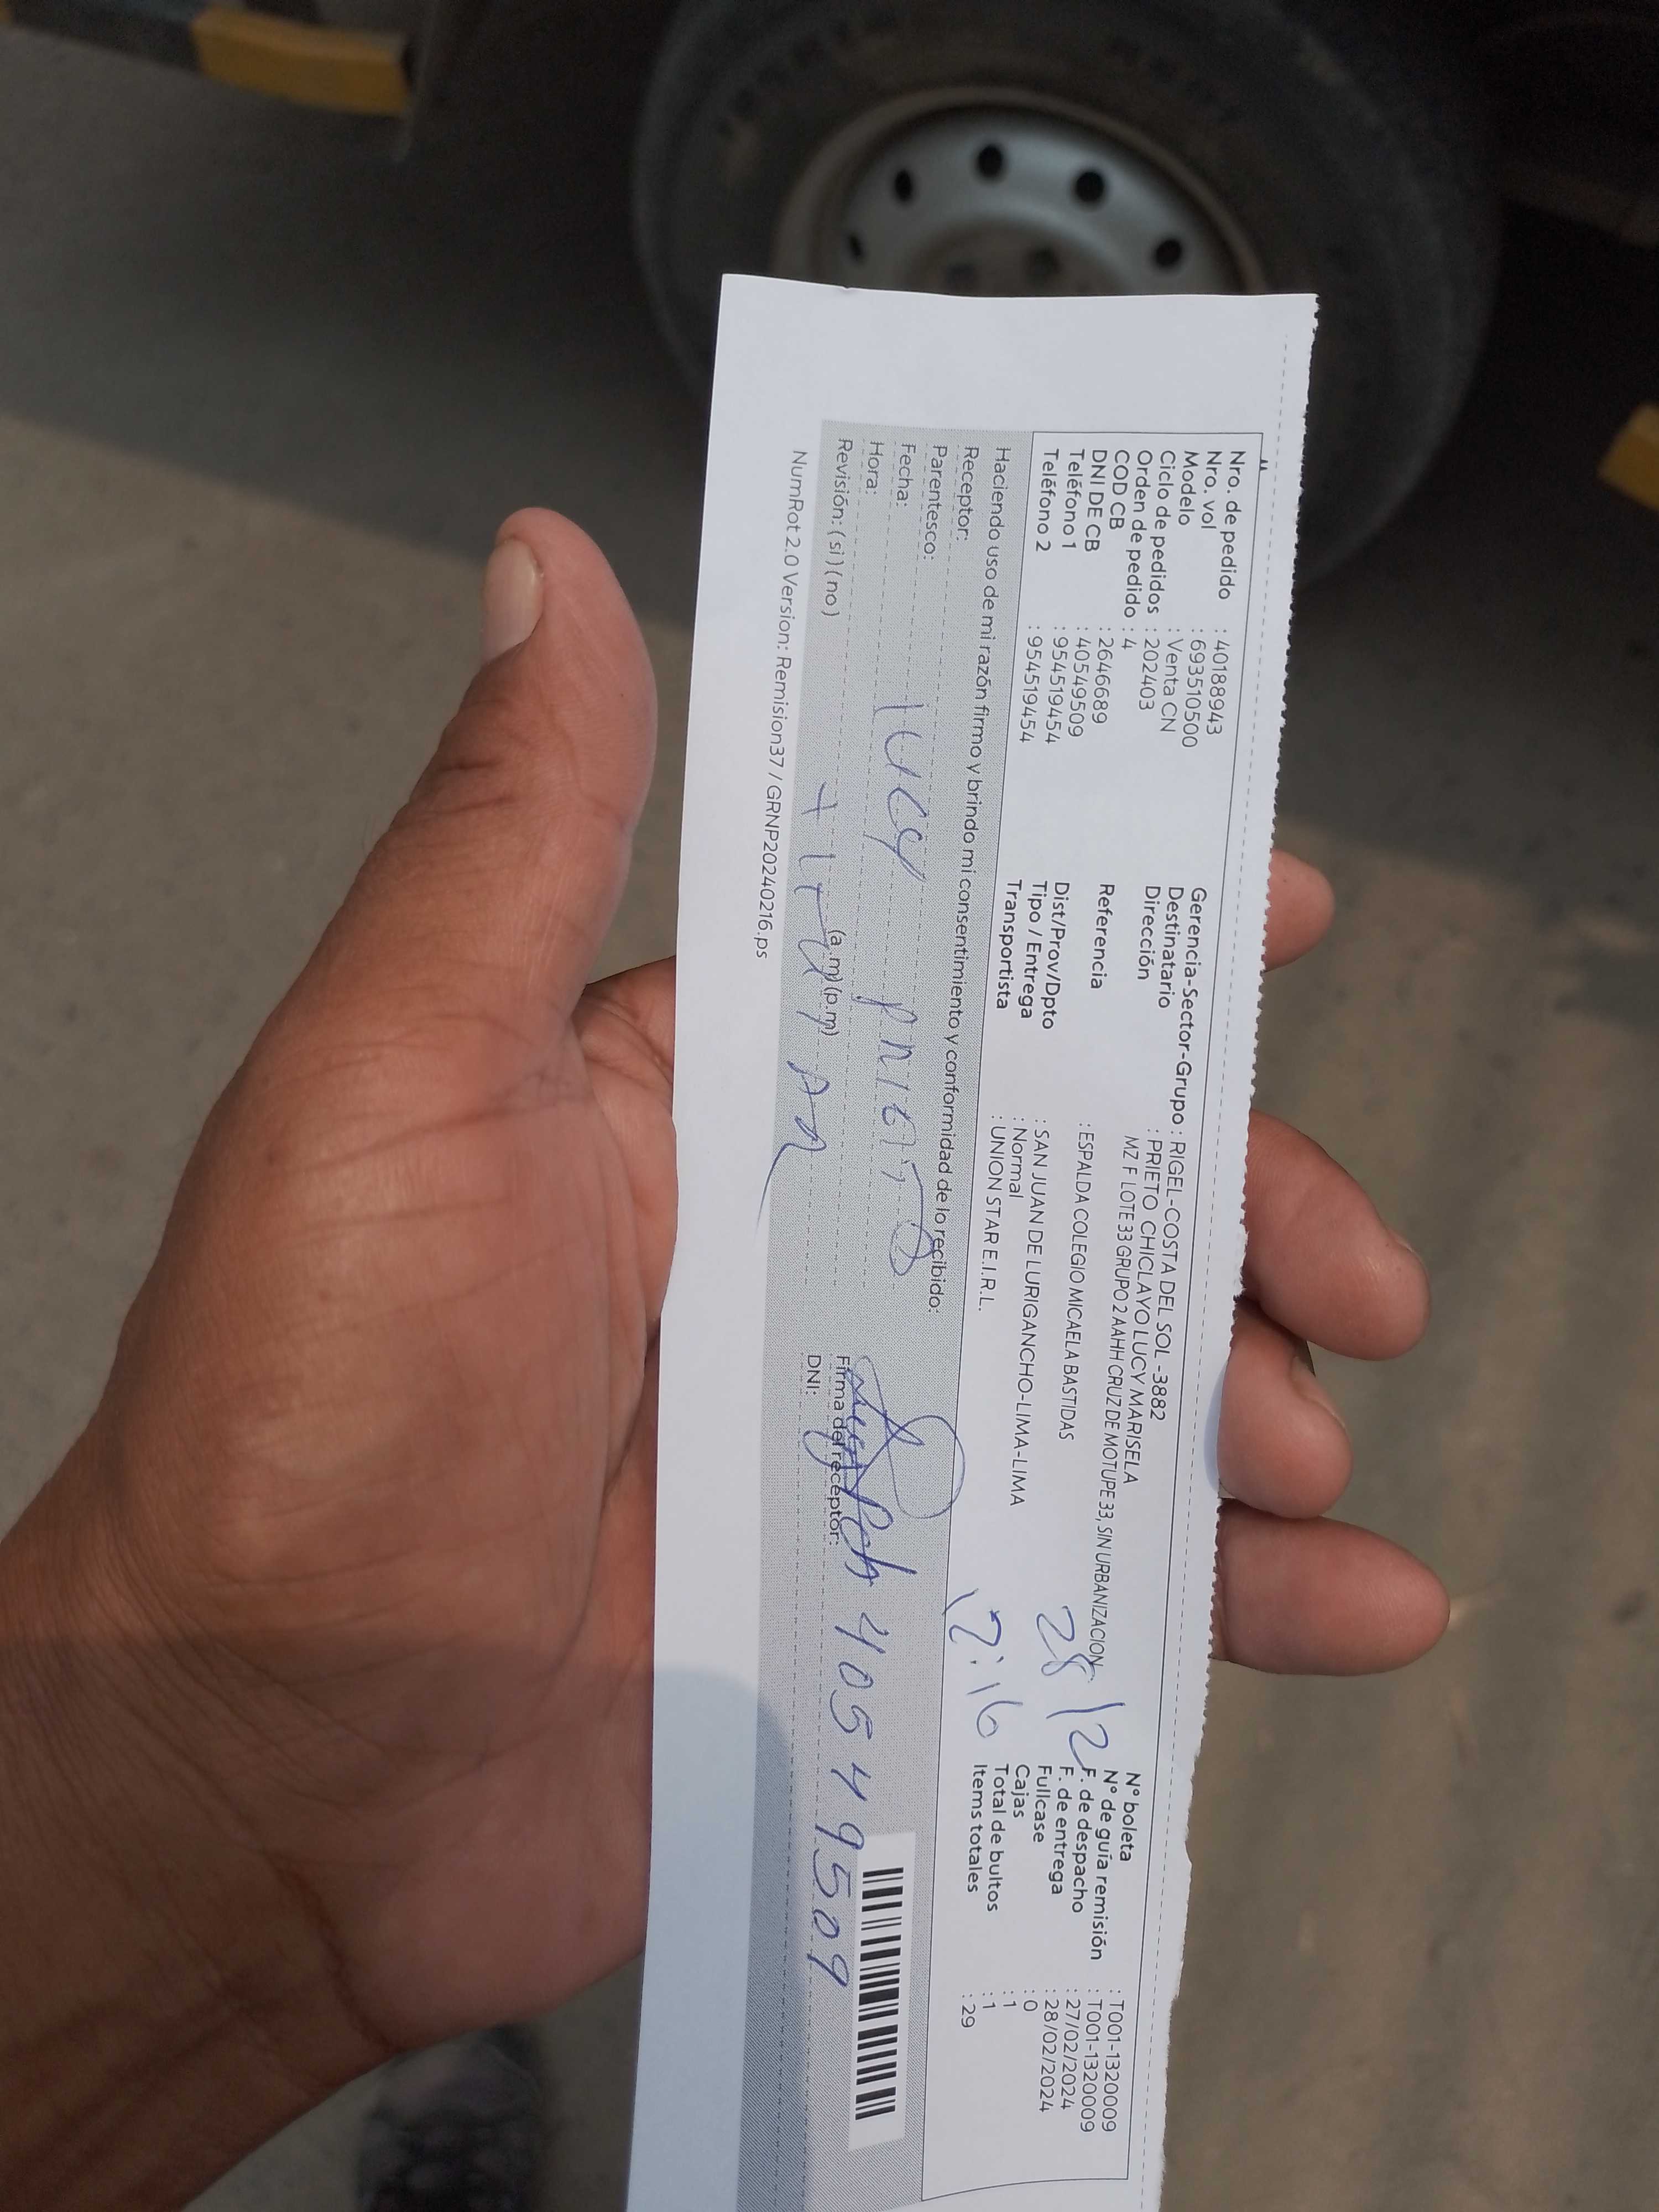 Nro. de pedido : 40188943
Nro. vol : 693510500
Modelo : Venta CN
Ciclo de pedidos : 202403
Orden de pedido : 4
COD CB : 2646689
DNI DE CB : 40549509
Teléfono 1 : 954519454
Teléfono 2 : 954519454
Gerencia-Sector-Grupo : RIGEL-COSTA DEL SOL -3882
Destinatario : PRIETO CHICLAYO LUCY MARISELA
Dirección MZ F LOTE 33 GRUPO 2 AAHH CRUZ DE MOTUPE 33, SIN URBANIZACION
Referencia : ESPALDA COLEGIO MICAELA BASTIDAS
Dist/Prov/Dpto : SAN JUAN DE LURIGANCHO-LIMA-LIMA
Tipo / Entrega : Normal
Transportista : UNION STAR E.I.R.L.
28 12
12:16
N° boleta : T001-1320009
N° de guía remisión : T001-1320009
F. de despacho : 27/02/2024
F. de entrega : 28/02/2024
Fullcase : 0
Cajas : 1
Total de bultos : 1
Items totales : 29
Haciendo uso de mi razón firmo y brindo mi consentimiento y conformidad de lo recibido:
Receptor: Lucy
Parentesco:
Fecha:
Hora: (a.m) (p.m)
Revisión: (si) (no)
Firma del receptor:
DNI: 40549509
NumRot 2.0 Version: Remision37 / GRNP20240216.ps